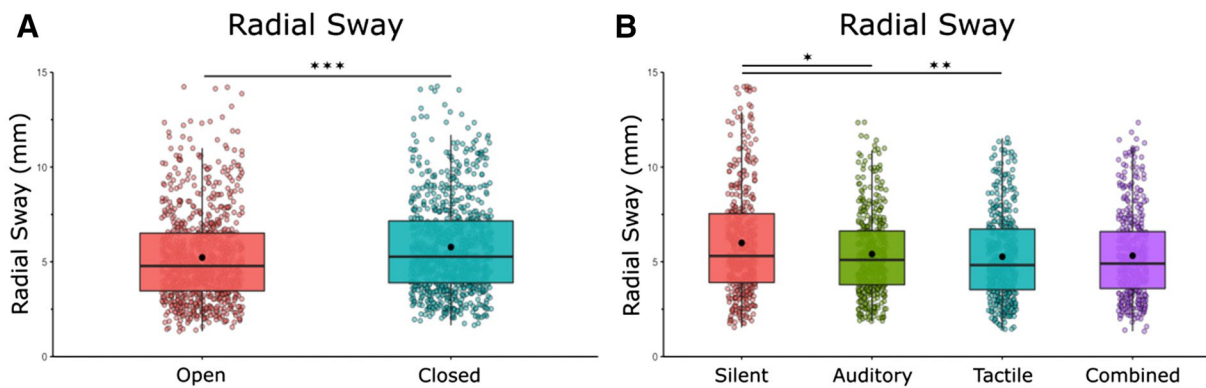 A
Radial Sway
***
Radial Sway (mm)
15
10
5
0
Open Closed
B
Radial Sway
*
**
Radial Sway (mm)
15
10
5
0
Silent Auditory Tactile Combined